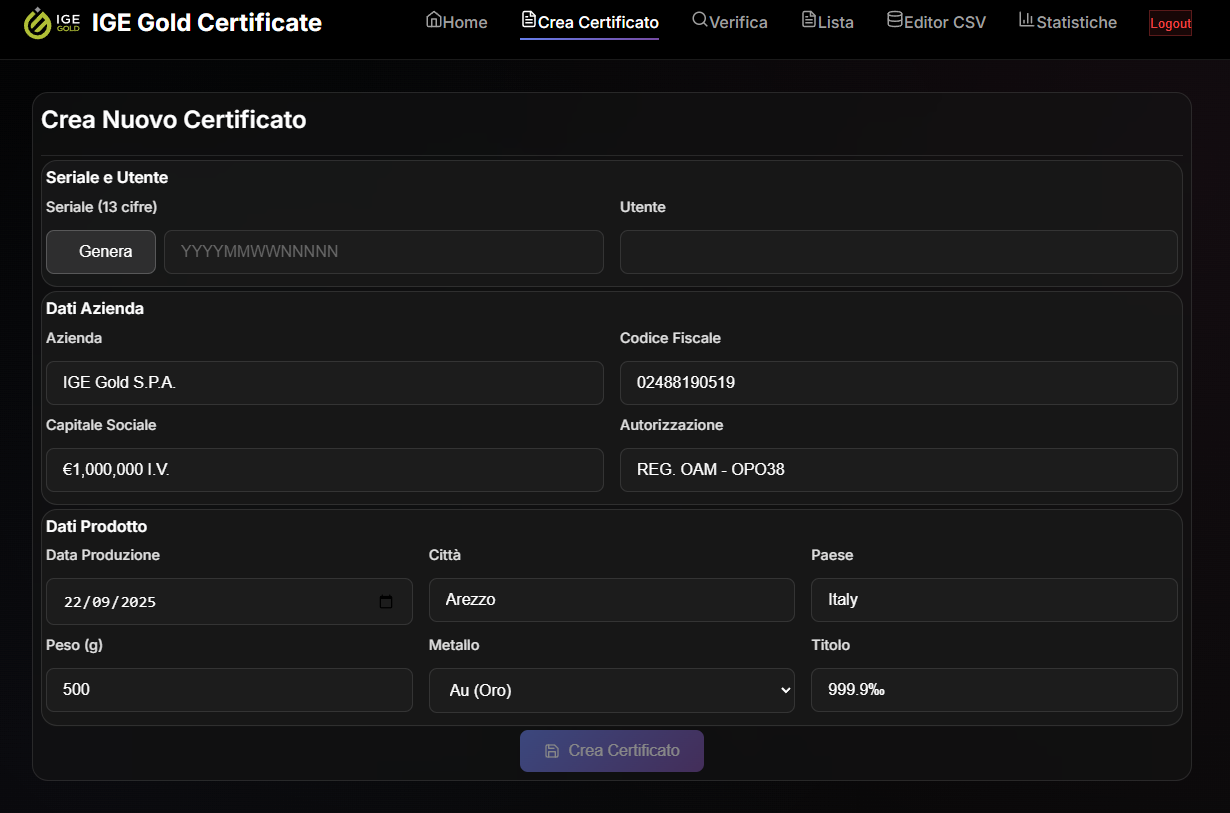 IGE GOLD IGE Gold Certificate Home Crea Certificato Verifica Lista Editor CSV Statistiche Logout
Crea Nuovo Certificato
Seriale e Utente
Seriale (13 cifre) Utente
Genera YYYYMMWWNNNNN
Dati Azienda
Azienda Codice Fiscale
IGE Gold S.P.A. 02488190519
Capitale Sociale Autorizzazione
€1,000,000 I.V. REG. OAM - OPO38
Dati Prodotto
Data Produzione Città Paese
22/09/2025 Arezzo Italy
Peso (g) Metallo Titolo
500 Au (Oro) 999.9‰
Crea Certificato